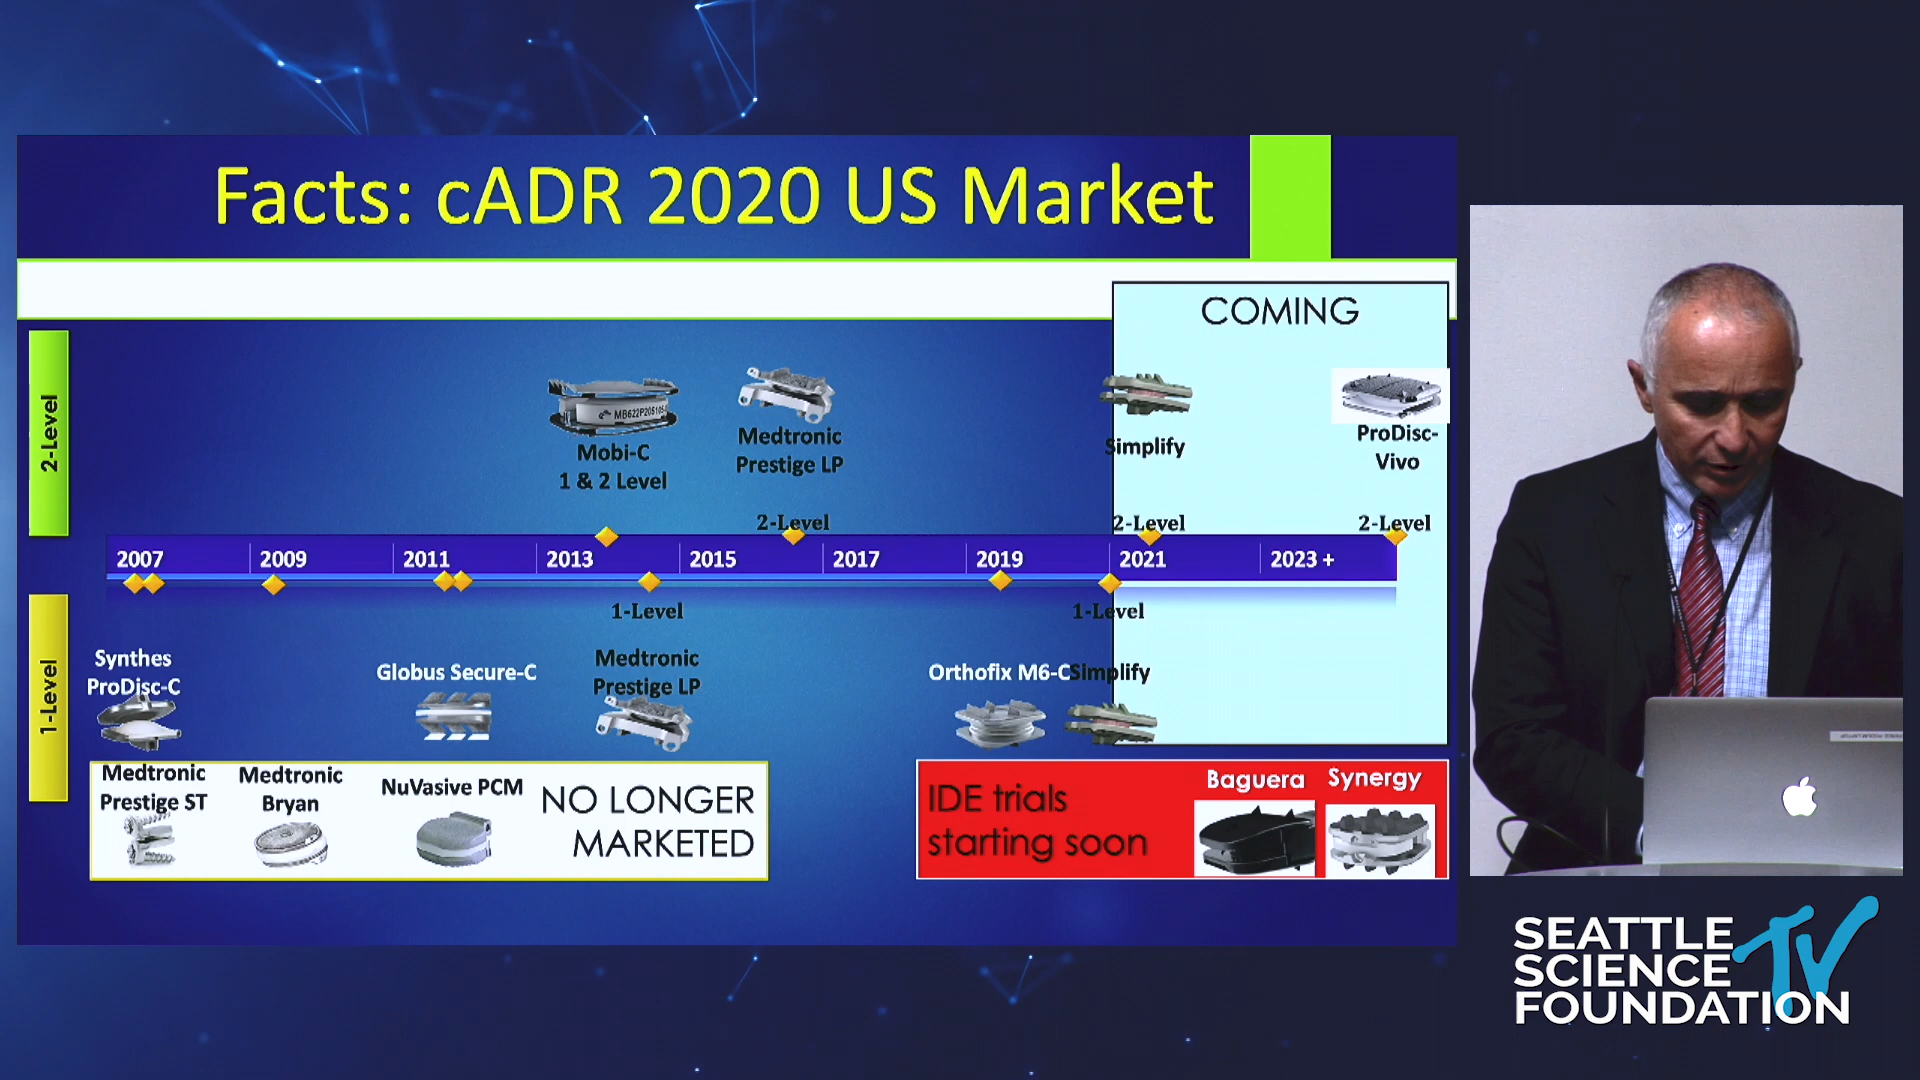 Facts: cADR 2020 US Market
COMING
2-Level
Mobi-C
1 & 2 Level
Medtronic
Prestige LP
2-Level
Simplify
2-Level
ProDisc-
Vivo
2-Level
2007
2009
2011
2013
2015
2017
2019
2021
2023 +
1-Level
1-Level
1-Level
Synthes
ProDisc-C
Globus Secure-C
Medtronic
Prestige LP
Orthofix M6-C
Simplify
Medtronic
Prestige ST
Medtronic
Bryan
NuVasive PCM
NO LONGER
MARKETED
IDE trials
starting soon
Baguera
Synergy
SEATTLE
SCIENCE
FOUNDATION
TV